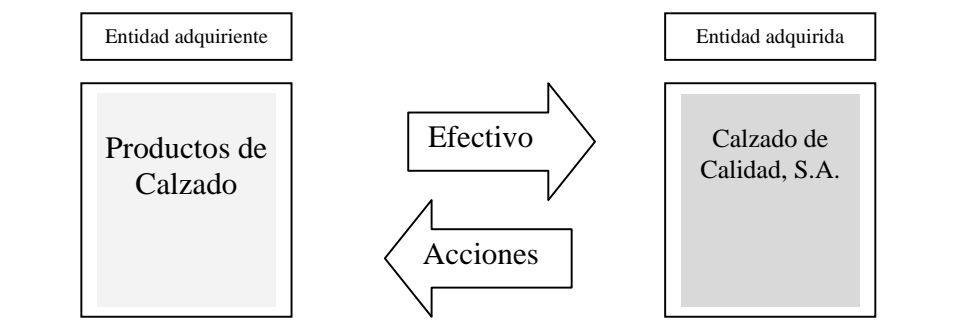 Entidad adquiriente
Entidad adquirida
Productos de
Calzado
Efectivo
Calzado de
Calidad, S.A.
Acciones